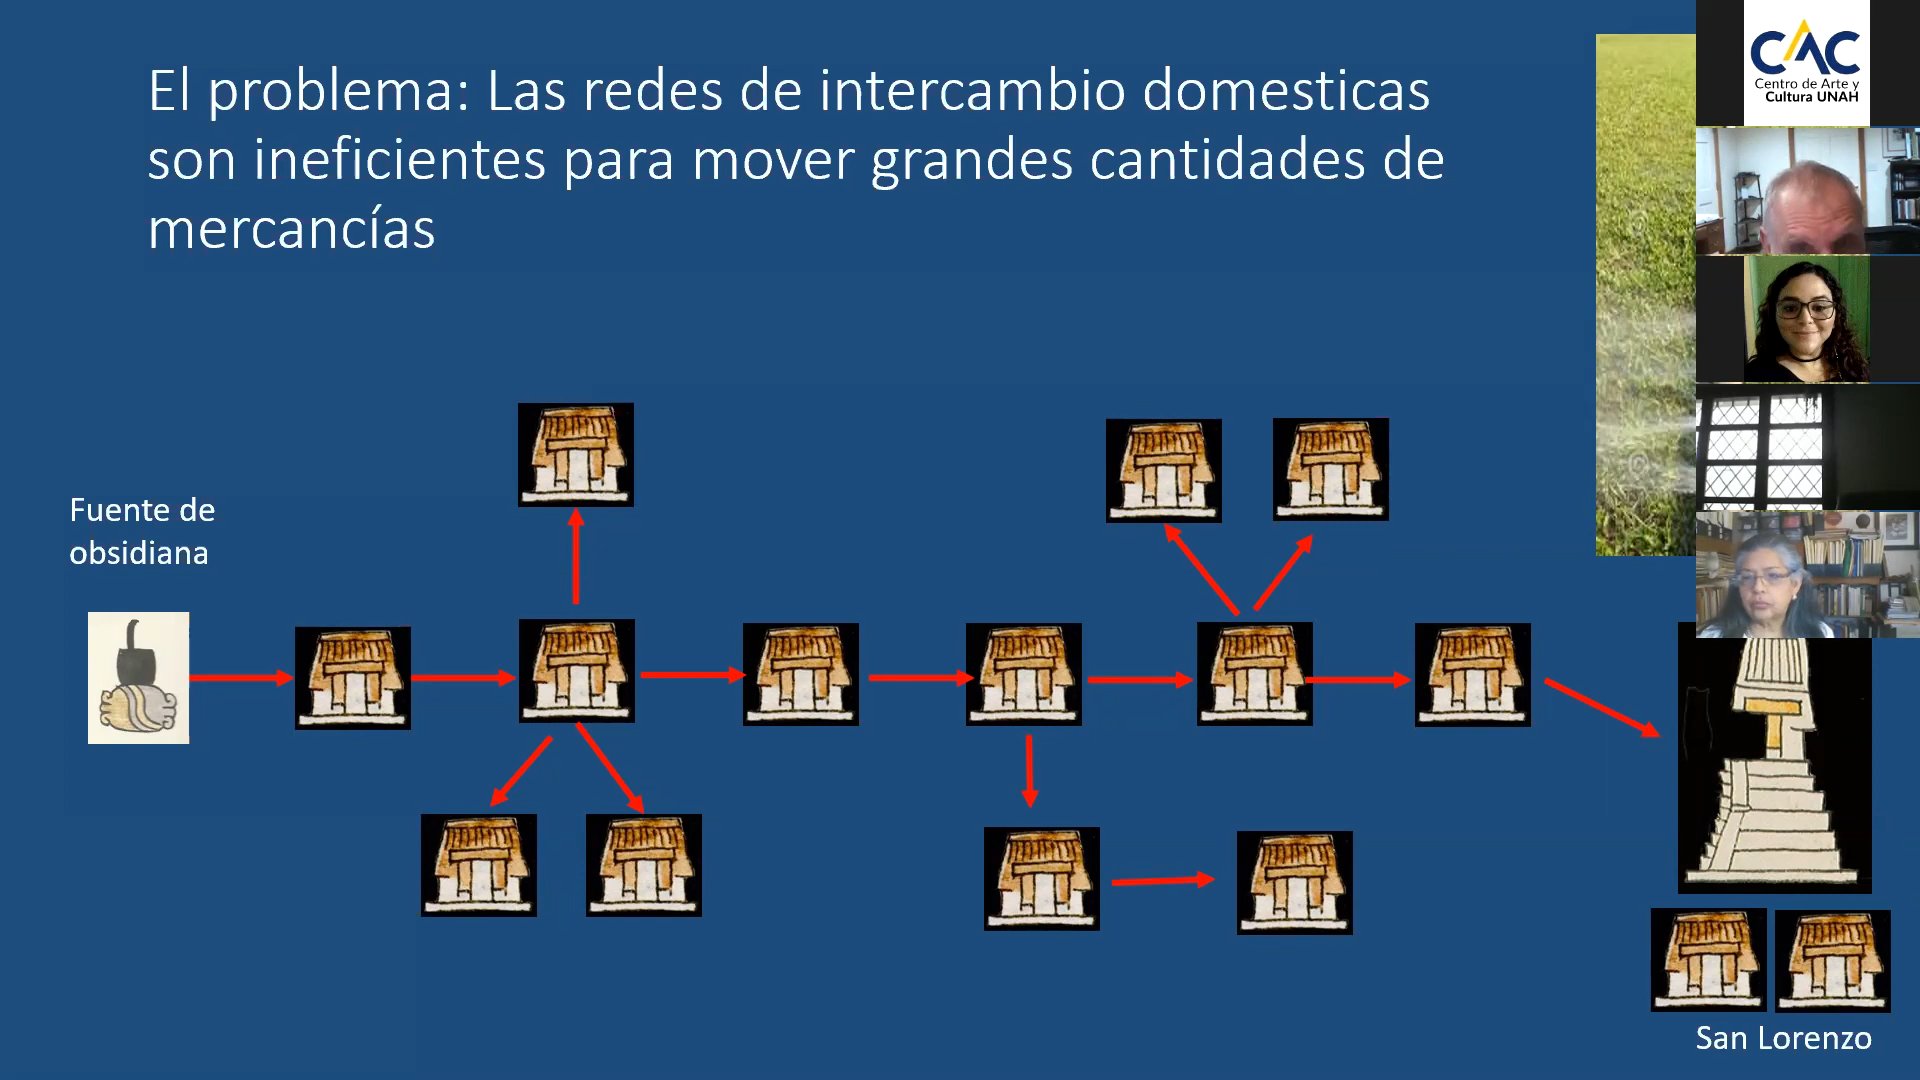 El problema: Las redes de intercambio domesticas
son ineficientes para mover grandes cantidades de
mercancías
Fuente de
obsidiana
San Lorenzo
CAC
Centro de Arte y
Cultura UNAH